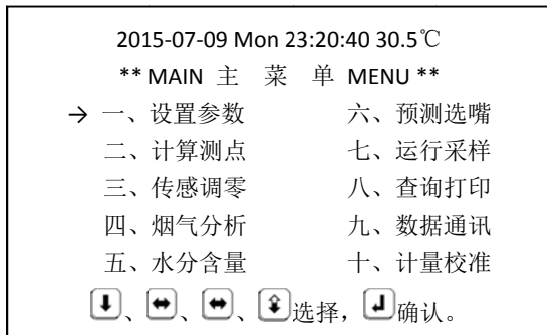 2015-07-09 Mon 23:20:40 30.5℃
** MAIN 主 菜 单 MENU **
→ 一、设置参数 六、预测选嘴
二、计算测点 七、运行采样
三、传感调零 八、查询打印
四、烟气分析 九、数据通讯
五、水分含量 十、计量校准
⬇、⬌、⬌、⇳选择，↲确认。